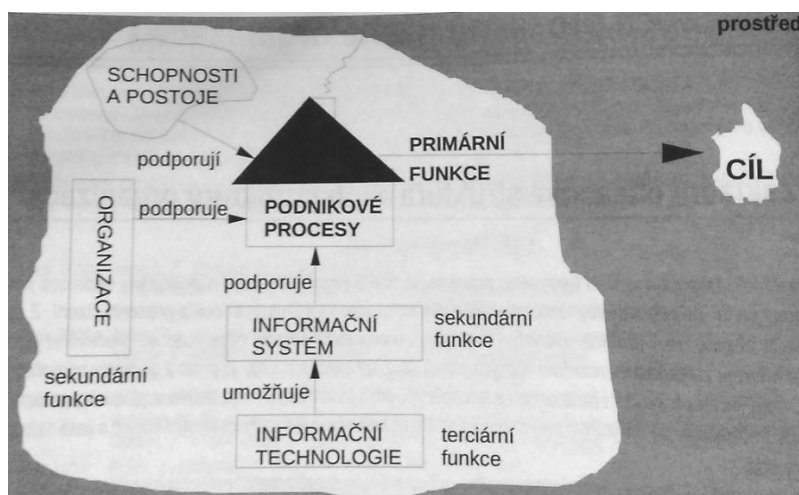 prostřed
SCHOPNOSTI
A POSTOJE
PRIMÁRNÍ
FUNKCE
CÍL
podporují
ORGANIZACE
podporuje
PODNIKOVÉ
PROCESY
podporuje
INFORMAČNÍ
SYSTÉM
sekundární
funkce
sekundární
funkce
umožňuje
INFORMAČNÍ
TECHNOLOGIE
terciární
funkce